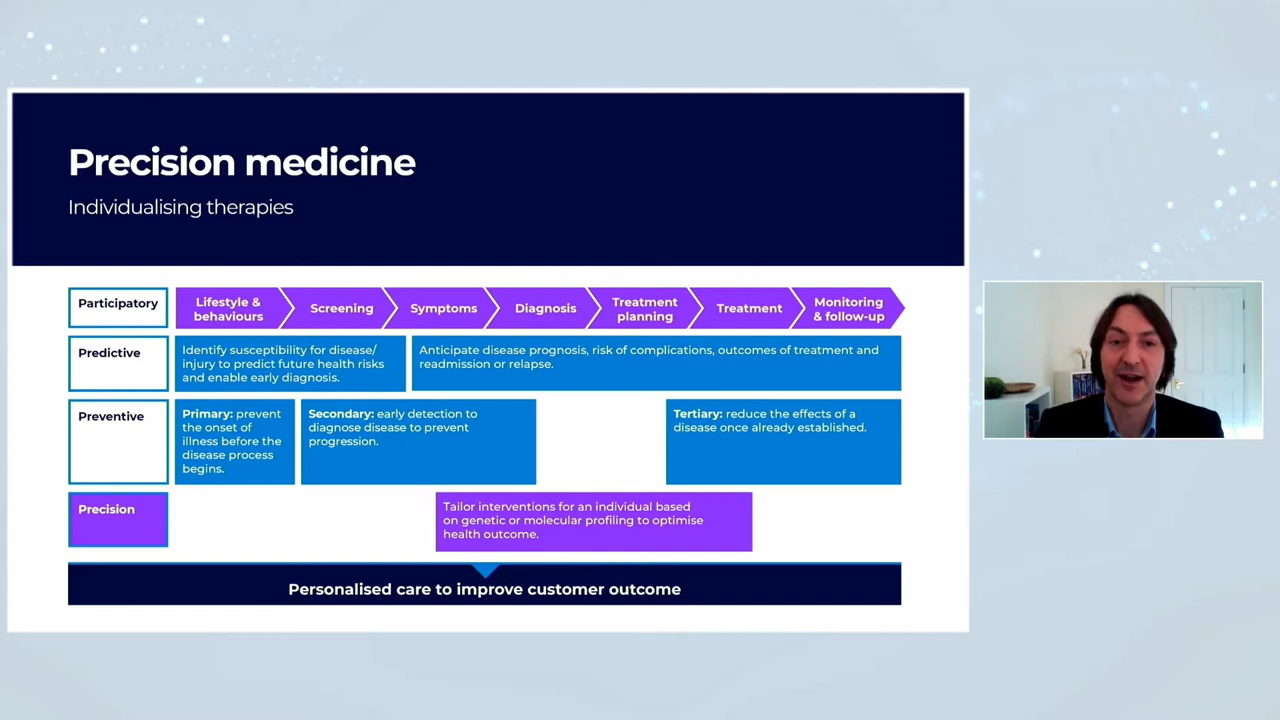 Precision medicine
Individualising therapies
Participatory
Lifestyle &
behaviours
Screening
Symptoms
Diagnosis
Treatment
planning
Treatment
Monitoring
& follow-up
Predictive
Identify susceptibility for disease/
injury to predict future health risks
and enable early diagnosis.
Anticipate disease prognosis, risk of complications, outcomes of treatment and
readmission or relapse.
Preventive
Primary: prevent
the onset of
illness before the
disease process
begins.
Secondary: early detection to
diagnose disease to prevent
progression.
Tertiary: reduce the effects of a
disease once already established.
Precision
Tailor interventions for an individual based
on genetic or molecular profiling to optimise
health outcome.
Personalised care to improve customer outcome